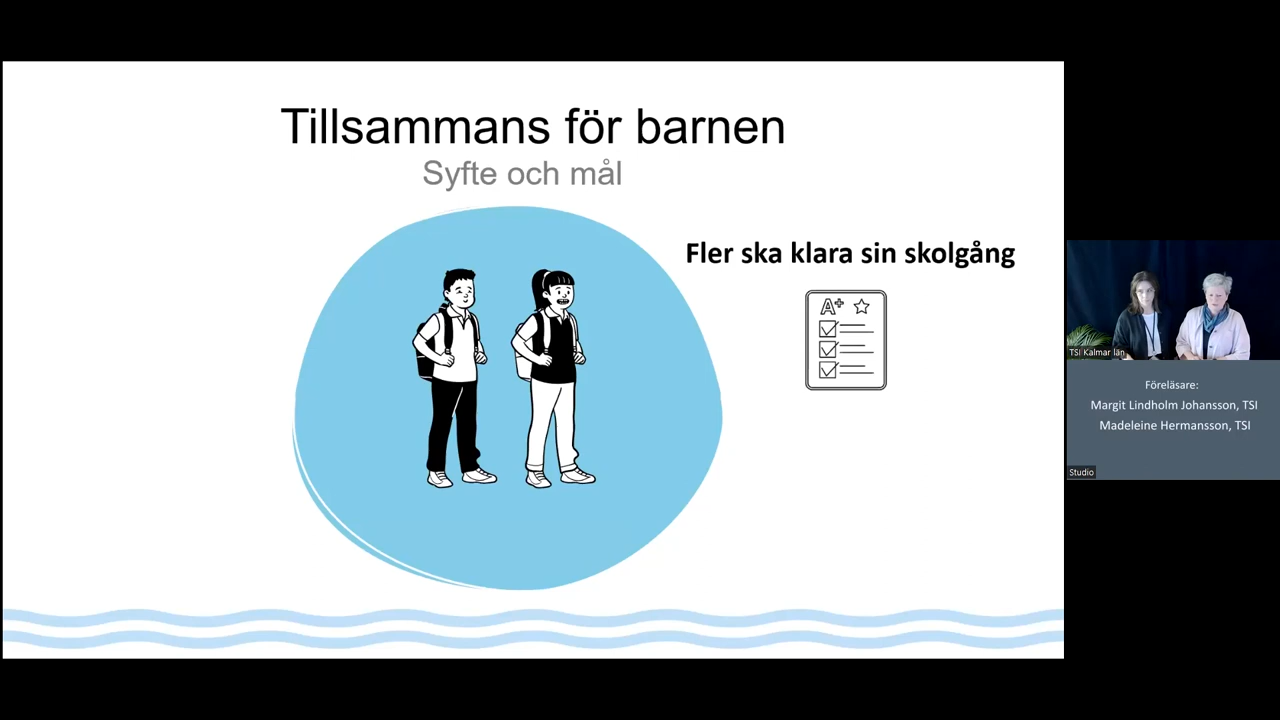 Tillsammans för barnen
Syfte och mål
Fler ska klara sin skolgång
A+
TSI Kalmar län
Föreläsare:
Margit Lindholm Johansson, TSI
Madeleine Hermansson, TSI
Studio